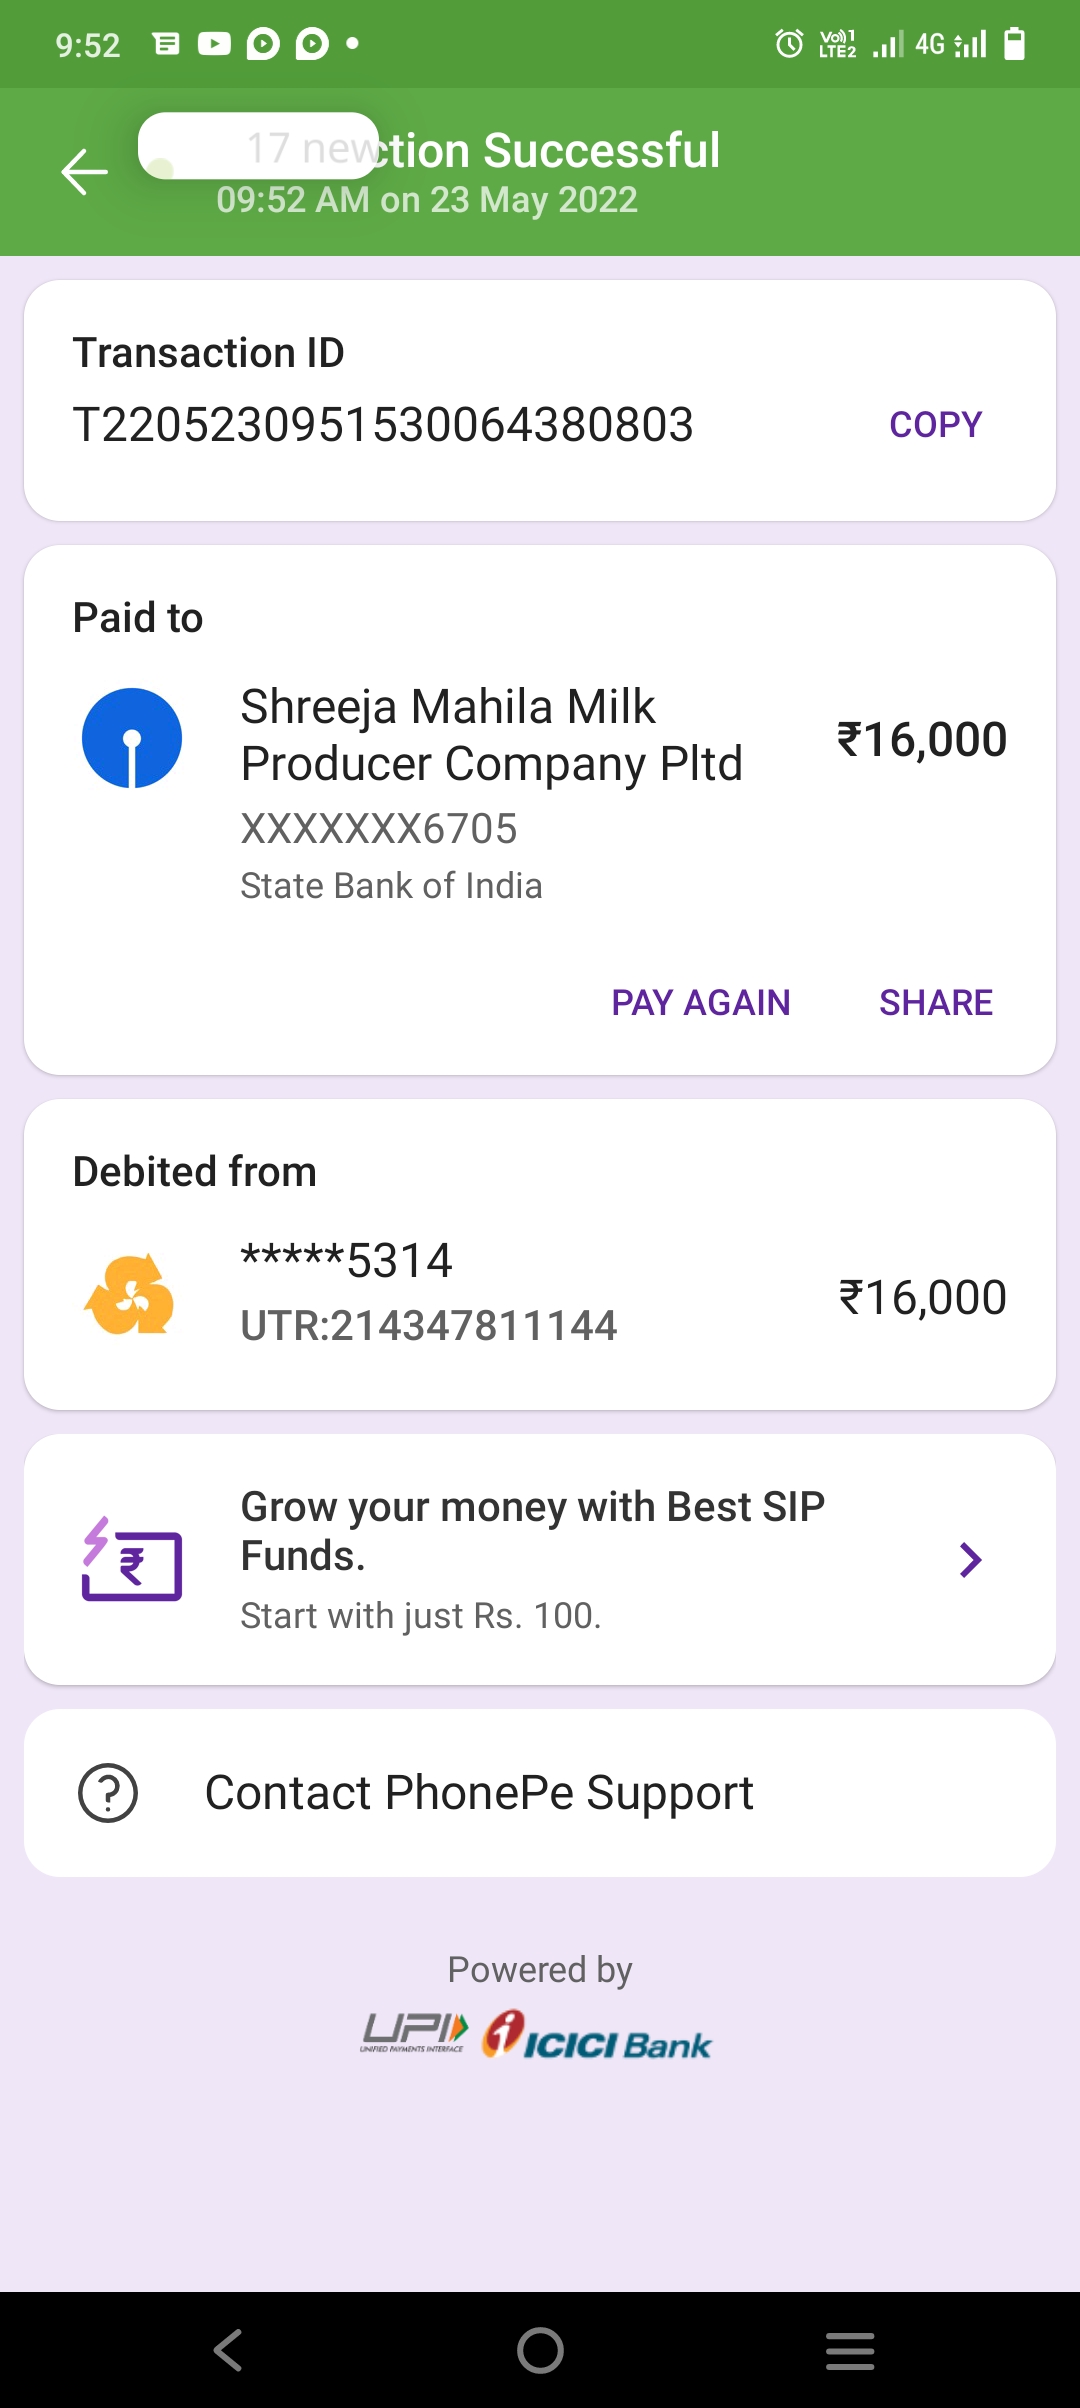 9:52
Vo))1 LTE2 4G
17 new
ction Successful
09:52 AM on 23 May 2022
Transaction ID
T2205230951530064380803 COPY
Paid to
Shreeja Mahila Milk
Producer Company Pltd
₹16,000
XXXXXXX6705
State Bank of India
PAY AGAIN SHARE
Debited from
*****5314
₹16,000
UTR:214347811144
Grow your money with Best SIP
Funds.
Start with just Rs. 100.
Contact PhonePe Support
Powered by
UPI ICICI Bank
UNIFIED PAYMENTS INTERFACE